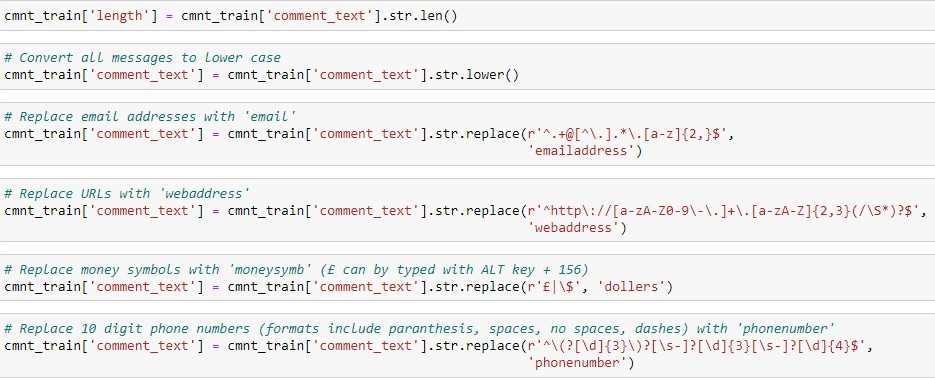 cmnt_train['length'] = cmnt_train['comment_text'].str.len()
# Convert all messages to lower case
cmnt_train['comment_text'] = cmnt_train['comment_text'].str.lower()
# Replace email addresses with 'email'
cmnt_train['comment_text'] = cmnt_train['comment_text'].str.replace(r'^.+@[^\.].*\.[a-z]{2,}$',
'emailaddress')
# Replace URLs with 'webaddress'
cmnt_train['comment_text'] = cmnt_train['comment_text'].str.replace(r'^http\://[a-zA-Z0-9\-\.]+\.[a-zA-Z]{2,3}(/\S*)?$',
'webaddress')
# Replace money symbols with 'moneysymb' (£ can by typed with ALT key + 156)
cmnt_train['comment_text'] = cmnt_train['comment_text'].str.replace(r'£|\$', 'dollers')
# Replace 10 digit phone numbers (formats include paranthesis, spaces, no spaces, dashes) with 'phonenumber'
cmnt_train['comment_text'] = cmnt_train['comment_text'].str.replace(r'^\(?[\d]{3}\)?[\s-]?[\d]{3}[\s-]?[\d]{4}$',
'phonenumber')